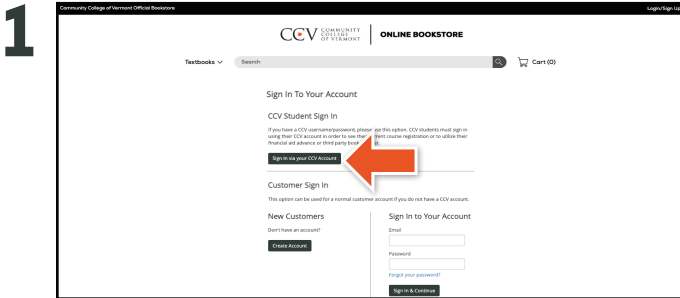 1
Community College of Vermont Official Bookstore
Login/Sign Up
CCV COMMUNITY COLLEGE OF VERMONT
ONLINE BOOKSTORE
Textbooks
Search
Cart (0)
Sign In To Your Account
CCV Student Sign In
If you have a CCV username/password, please use this option. CCV students must sign in
using their CCV account in order to see their current course registration or to utilize their
financial aid advance or third party book
Sign in via your CCV Account
Customer Sign In
This option can be used for a normal customer account if you do not have a CCV account.
New Customers
Don't have an account?
Create Account
Sign In to Your Account
Email
Password
Forgot your password?
Sign In & Continue